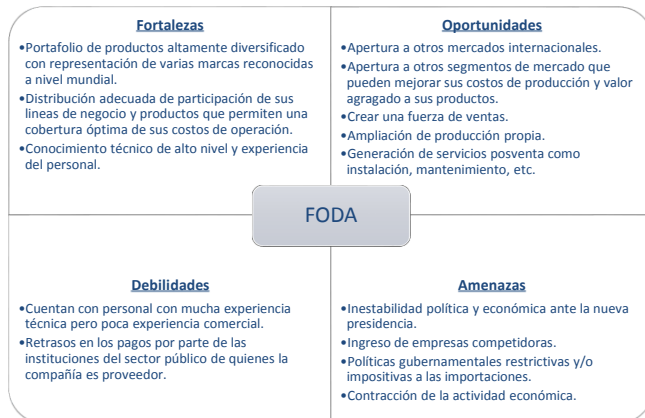 Fortalezas
•Portafolio de productos altamente diversificado
con representación de varias marcas reconocidas
a nivel mundial.
•Distribución adecuada de participación de sus
lineas de negocio y productos que permiten una
cobertura óptima de sus costos de operación.
•Conocimiento técnico de alto nivel y experiencia
del personal.
Oportunidades
•Apertura a otros mercados internacionales.
•Apertura a otros segmentos de mercado que
pueden mejorar sus costos de producción y valor
agragado a sus productos.
•Crear una fuerza de ventas.
•Ampliación de producción propia.
•Generación de servicios posventa como
instalación, mantenimiento, etc.
FODA
Debilidades
•Cuentan con personal con mucha experiencia
técnica pero poca experiencia comercial.
•Retrasos en los pagos por parte de las
instituciones del sector público de quienes la
compañía es proveedor.
Amenazas
•Inestabilidad política y económica ante la nueva
presidencia.
•Ingreso de empresas competidoras.
•Políticas gubernamentales restrictivas y/o
impositivas a las importaciones.
•Contracción de la actividad económica.